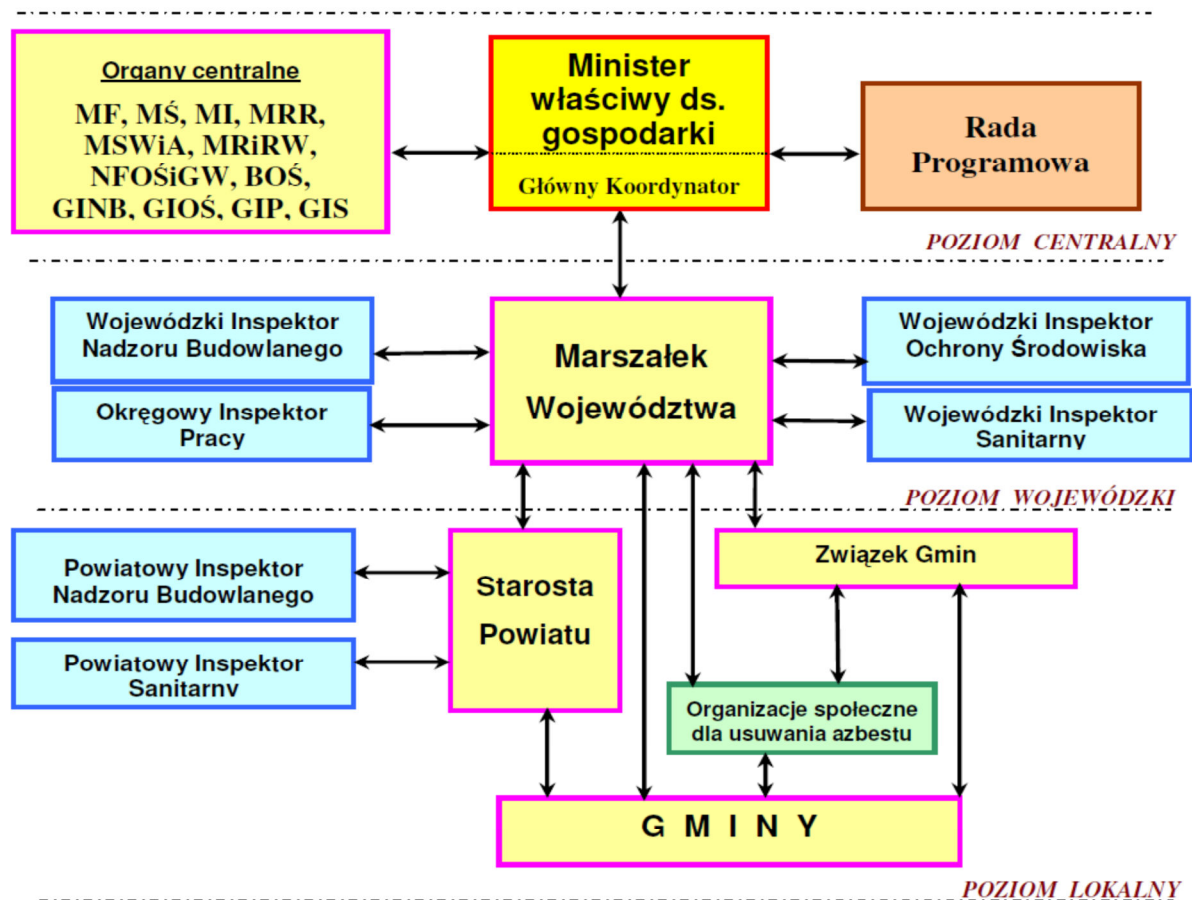 Organy centralne
MF, MŚ, MI, MRR,
MSWiA, MRiRW,
NFOŚiGW, BOŚ,
GINB, GIOŚ, GIP, GIS
Minister
właściwy ds.
gospodarki
Główny Koordynator
Rada
Programowa
POZIOM CENTRALNY
Wojewódzki Inspektor
Nadzoru Budowlanego
Okręgowy Inspektor
Pracy
Marszałek
Województwa
Wojewódzki Inspektor
Ochrony Środowiska
Wojewódzki Inspektor
Sanitarny
POZIOM WOJEWÓDZKI
Powiatowy Inspektor
Nadzoru Budowlanego
Powiatowy Inspektor
Sanitarny
Starosta
Powiatu
Związek Gmin
Organizacje społeczne
dla usuwania azbestu
G M I N Y
POZIOM LOKALNY